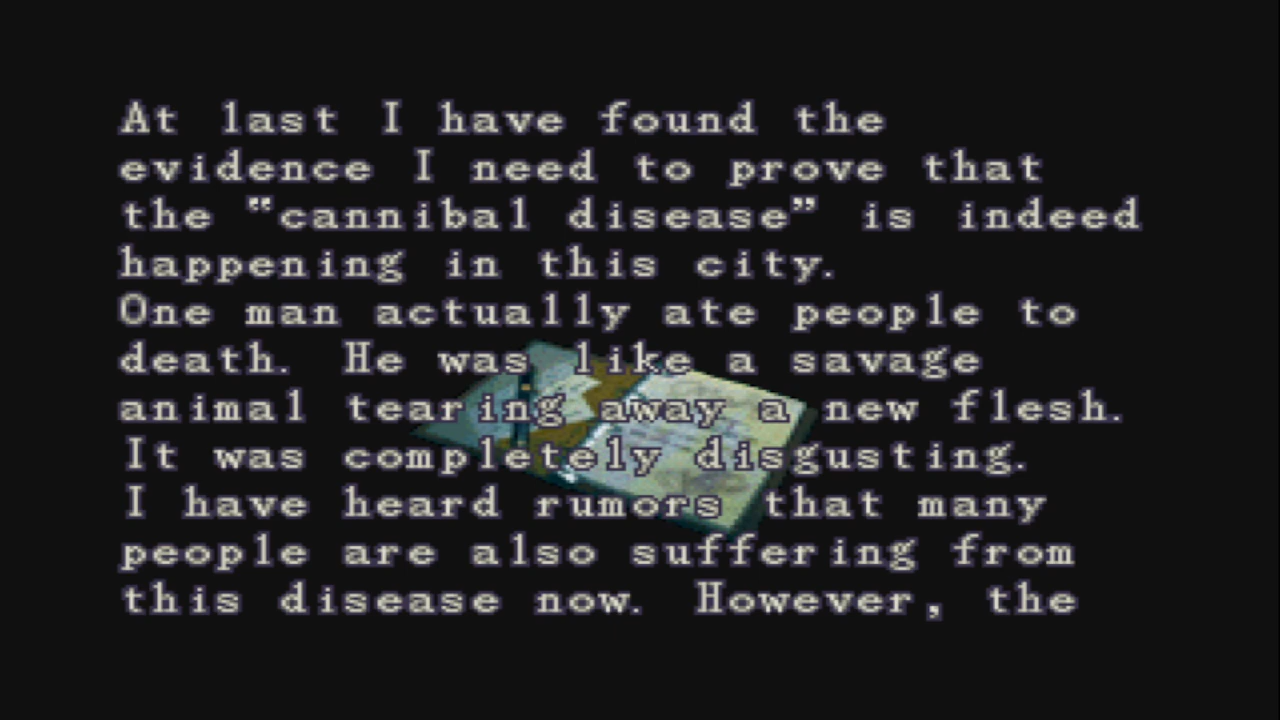 At last I have found the
evidence I need to prove that
the "cannibal disease" is indeed
happening in this city.
One man actually ate people to
death. He was like a savage
animal tearing away a new flesh.
It was completely disgusting.
I have heard rumors that many
people are also suffering from
this disease now. However, the